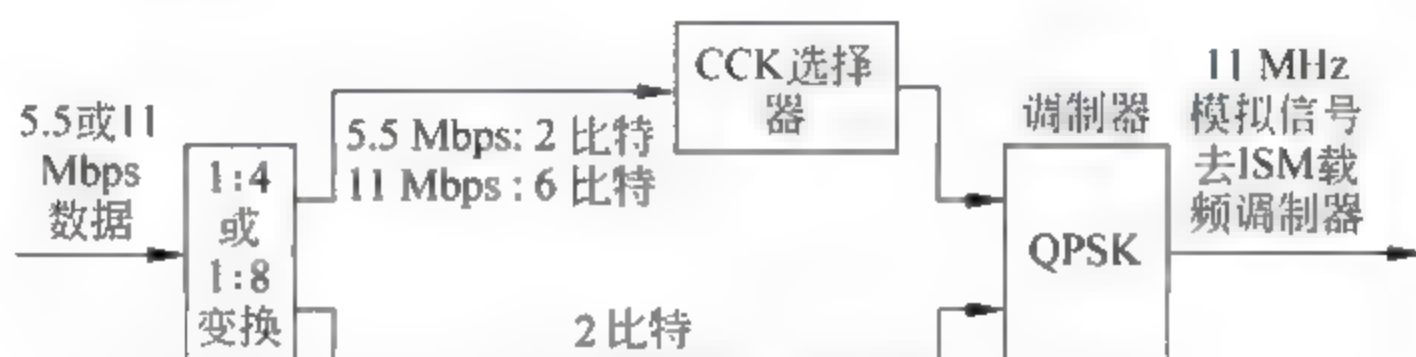 5.5或11
Mbps
数据
1:4
或
1:8
变换
5.5 Mbps: 2 比特
11 Mbps : 6 比特
2 比特
CCK选择
器
调制器
QPSK
11 MHz
模拟信号
去ISM载
频调制器